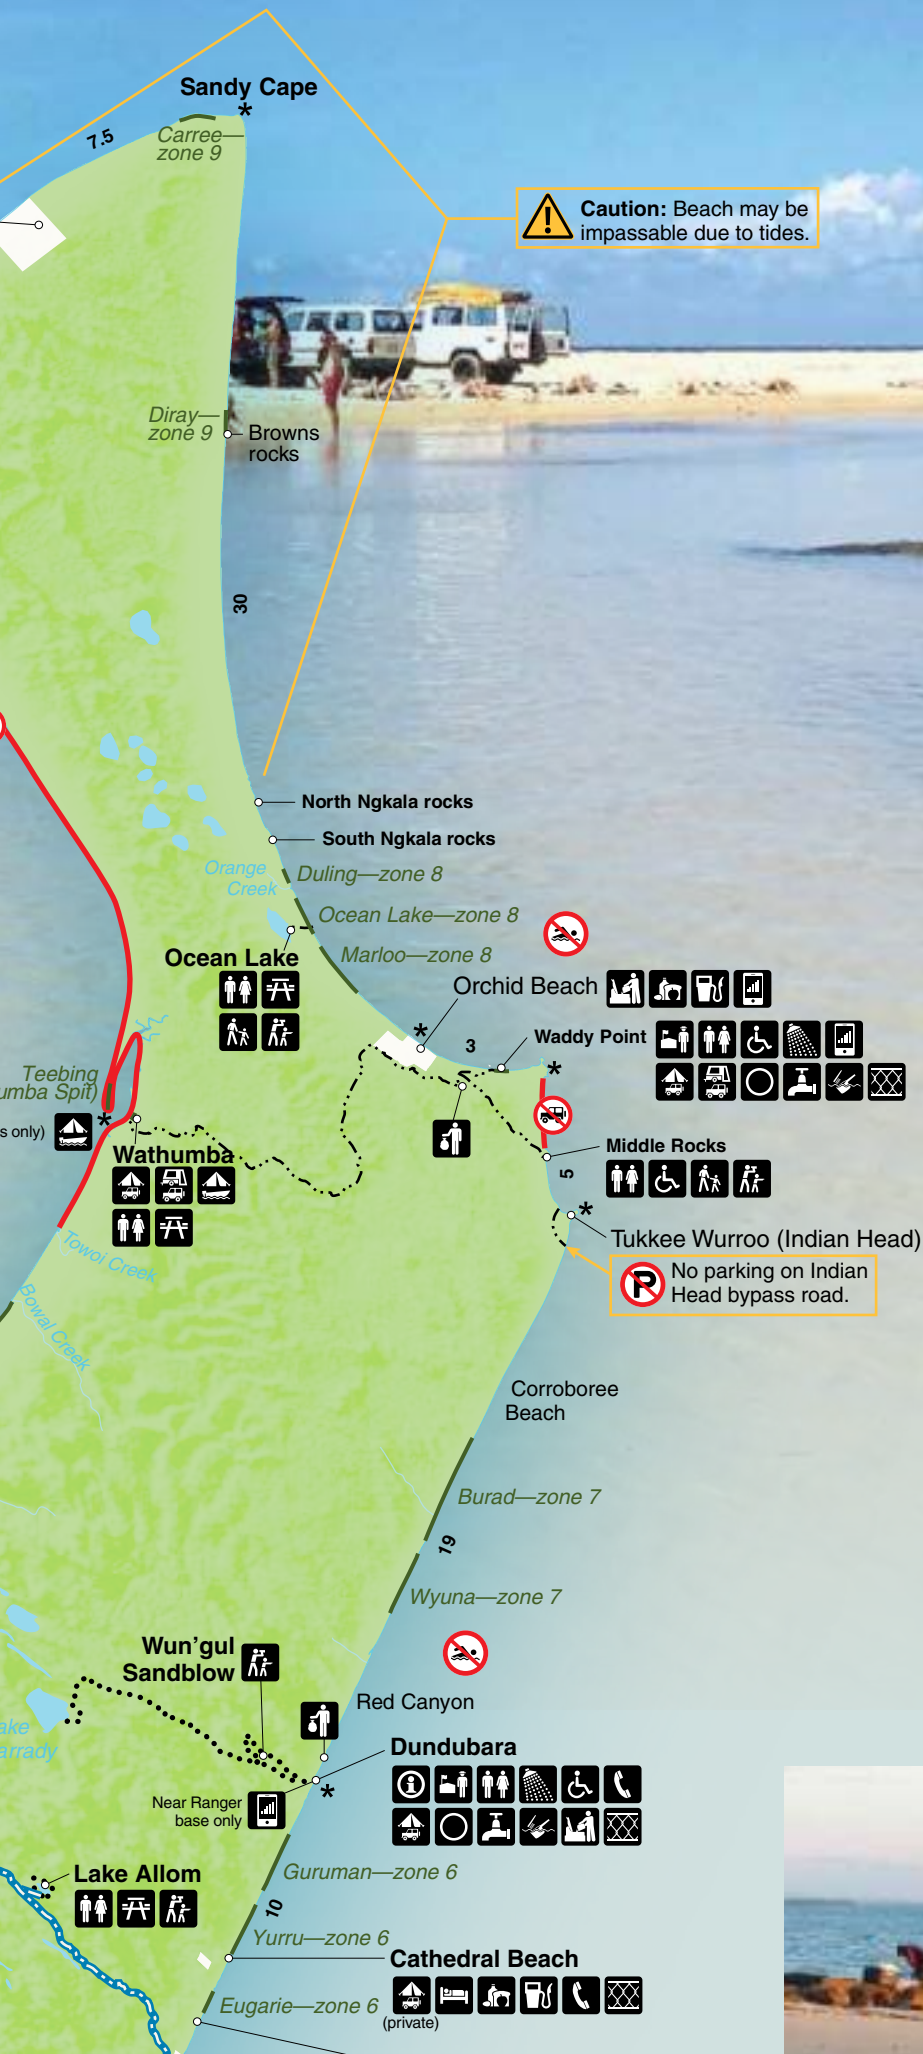 Sandy Cape
*
7.5
Carree—
zone 9
Caution: Beach may be
impassable due to tides.
Diray—
zone 9
Browns
rocks
30
North Ngkala rocks
South Ngkala rocks
Orange
Creek
Duling—zone 8
Ocean Lake—zone 8
Marloo—zone 8
Ocean Lake
Orchid Beach
*
3
Waddy Point
*
Teebing
umba Spit)
s only)
*
Wathumba
Middle Rocks
5
*
Tukkee Wurroo (Indian Head)
P
No parking on Indian
Head bypass road.
Towoi Creek
Bowal Creek
Corroboree
Beach
Burad—zone 7
19
Wyuna—zone 7
Wun'gul
Sandblow
Red Canyon
ake
arrady
Dundubara
*
i
Near Ranger
base only
Lake Allom
Guruman—zone 6
10
Yurru—zone 6
Cathedral Beach
Eugarie—zone 6
(private)